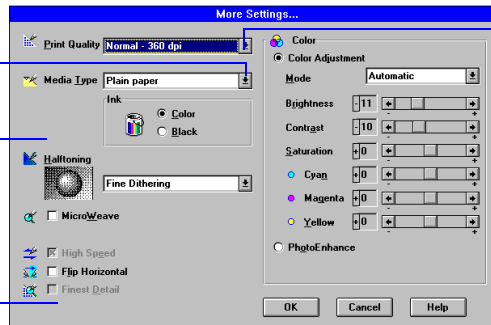 More Settings...
Print Quality Normal - 360 dpi
Media Type Plain paper
Ink
Color
Black
Halftoning
Fine Dithering
MicroWeave
High Speed
Flip Horizontal
Finest Detail
Color
Color Adjustment
Mode Automatic
Brightness -11
- +
Contrast -10
- +
Saturation +0
- +
Cyan +0
- +
Magenta +0
- +
Yellow +0
- +
PhotoEnhance
OK Cancel Help